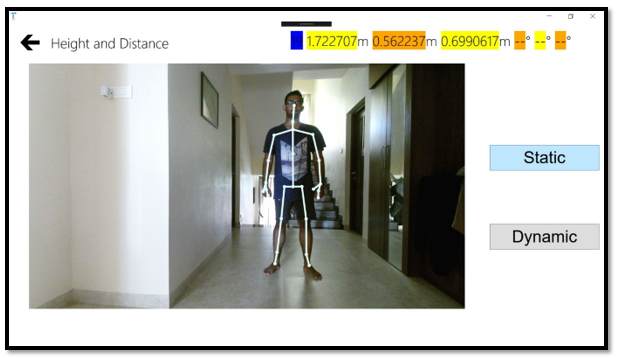 Height and Distance
1.722707m 0.562237m 0.6990617m --° --° --°
Static
Dynamic